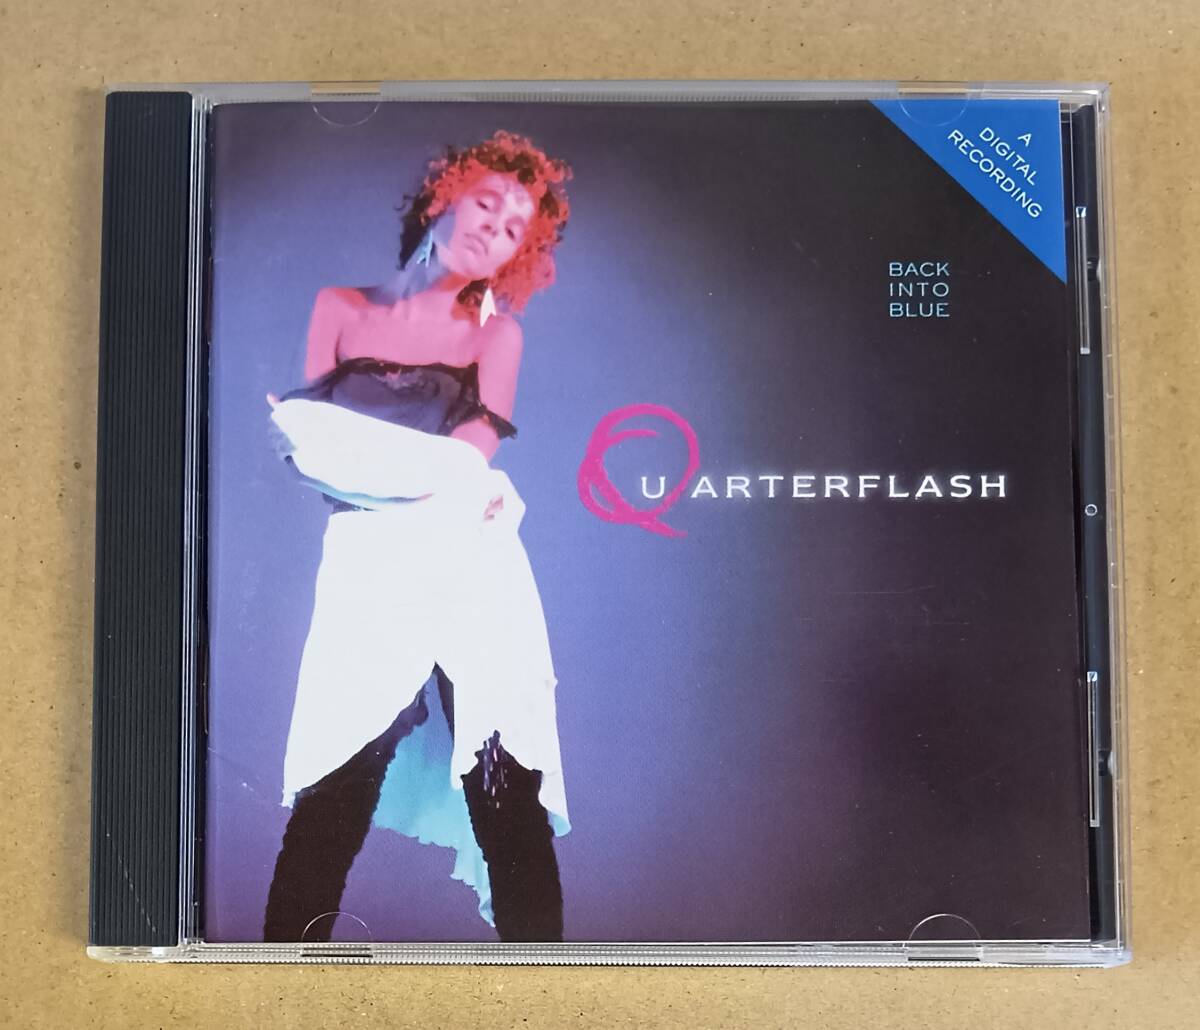 A
DIGITAL
RECORDING
BACK
INTO
BLUE
QUARTERFLASH